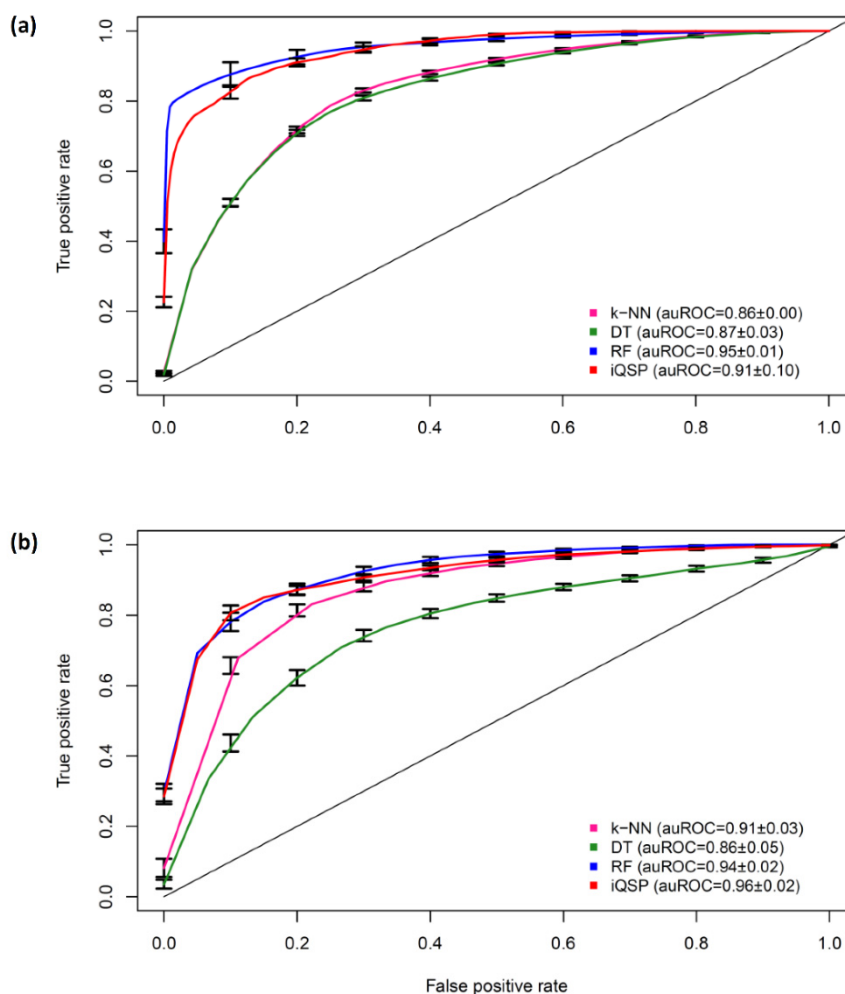 (a)
True positive rate
1.0
0.8
0.6
0.4
0.2
0.0
k-NN (auROC=0.86±0.00)
DT (auROC=0.87±0.03)
RF (auROC=0.95±0.01)
iQSP (auROC=0.91±0.10)
0.0 0.2 0.4 0.6 0.8 1.0
(b)
True positive rate
1.0
0.8
0.6
0.4
0.2
0.0
k-NN (auROC=0.91±0.03)
DT (auROC=0.86±0.05)
RF (auROC=0.94±0.02)
iQSP (auROC=0.96±0.02)
0.0 0.2 0.4 0.6 0.8 1.0
False positive rate